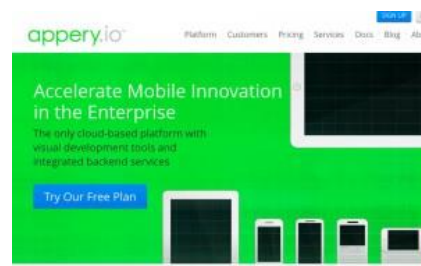 SIGN UP
appery.io
Platform Customers Pricing Services Docs Blog
Accelerate Mobile Innovation
in the Enterprise
The only cloud-based platform with
visual development tools and
integrated backend services
Try Our Free Plan